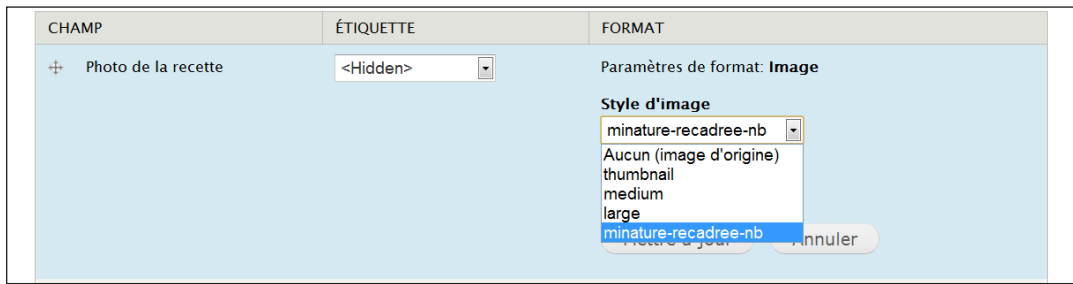 CHAMP ÉTIQUETTE FORMAT
Photo de la recette <Hidden> Paramètres de format: Image
Style d'image
minature-recadree-nb
Aucun (image d'origine)
thumbnail
medium
large
minature-recadree-nb
Annuler